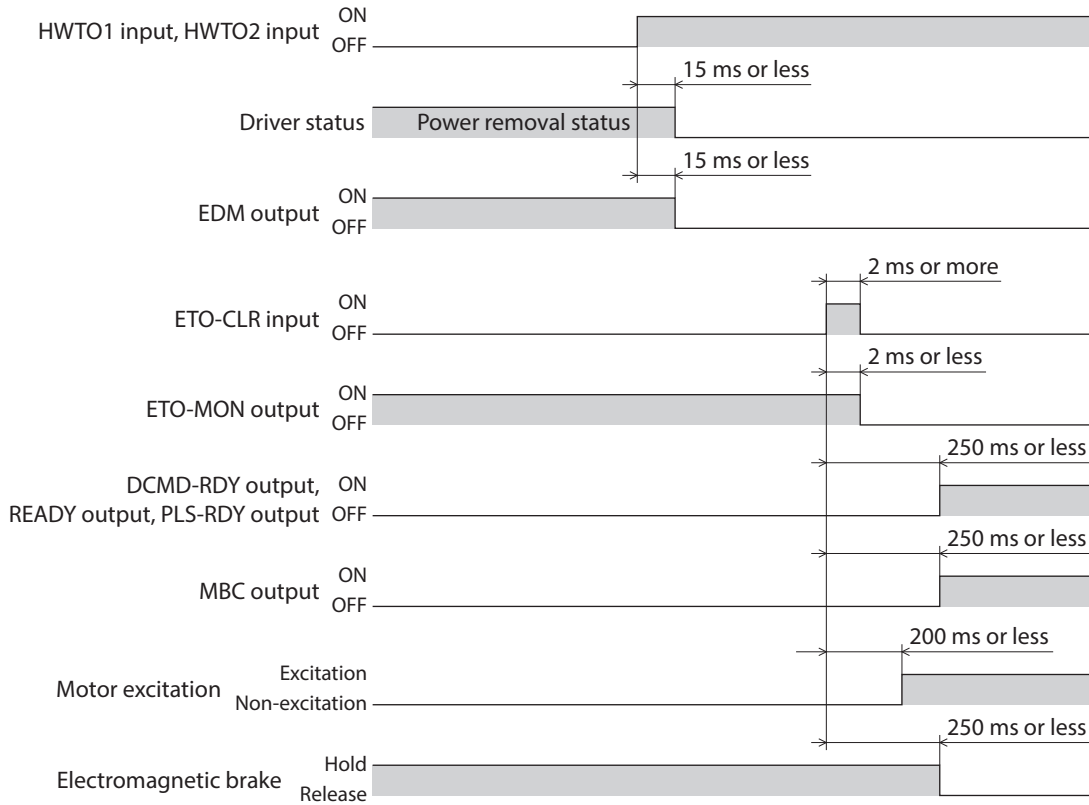 HWTO1 input, HWTO2 input
ON
OFF
15 ms or less
Driver status
Power removal status
15 ms or less
EDM output
ON
OFF
2 ms or more
ETO-CLR input
ON
OFF
2 ms or less
ETO-MON output
ON
OFF
250 ms or less
DCMD-RDY output,
READY output, PLS-RDY output
ON
OFF
250 ms or less
MBC output
ON
OFF
200 ms or less
Motor excitation
Excitation
Non-excitation
250 ms or less
Electromagnetic brake
Hold
Release